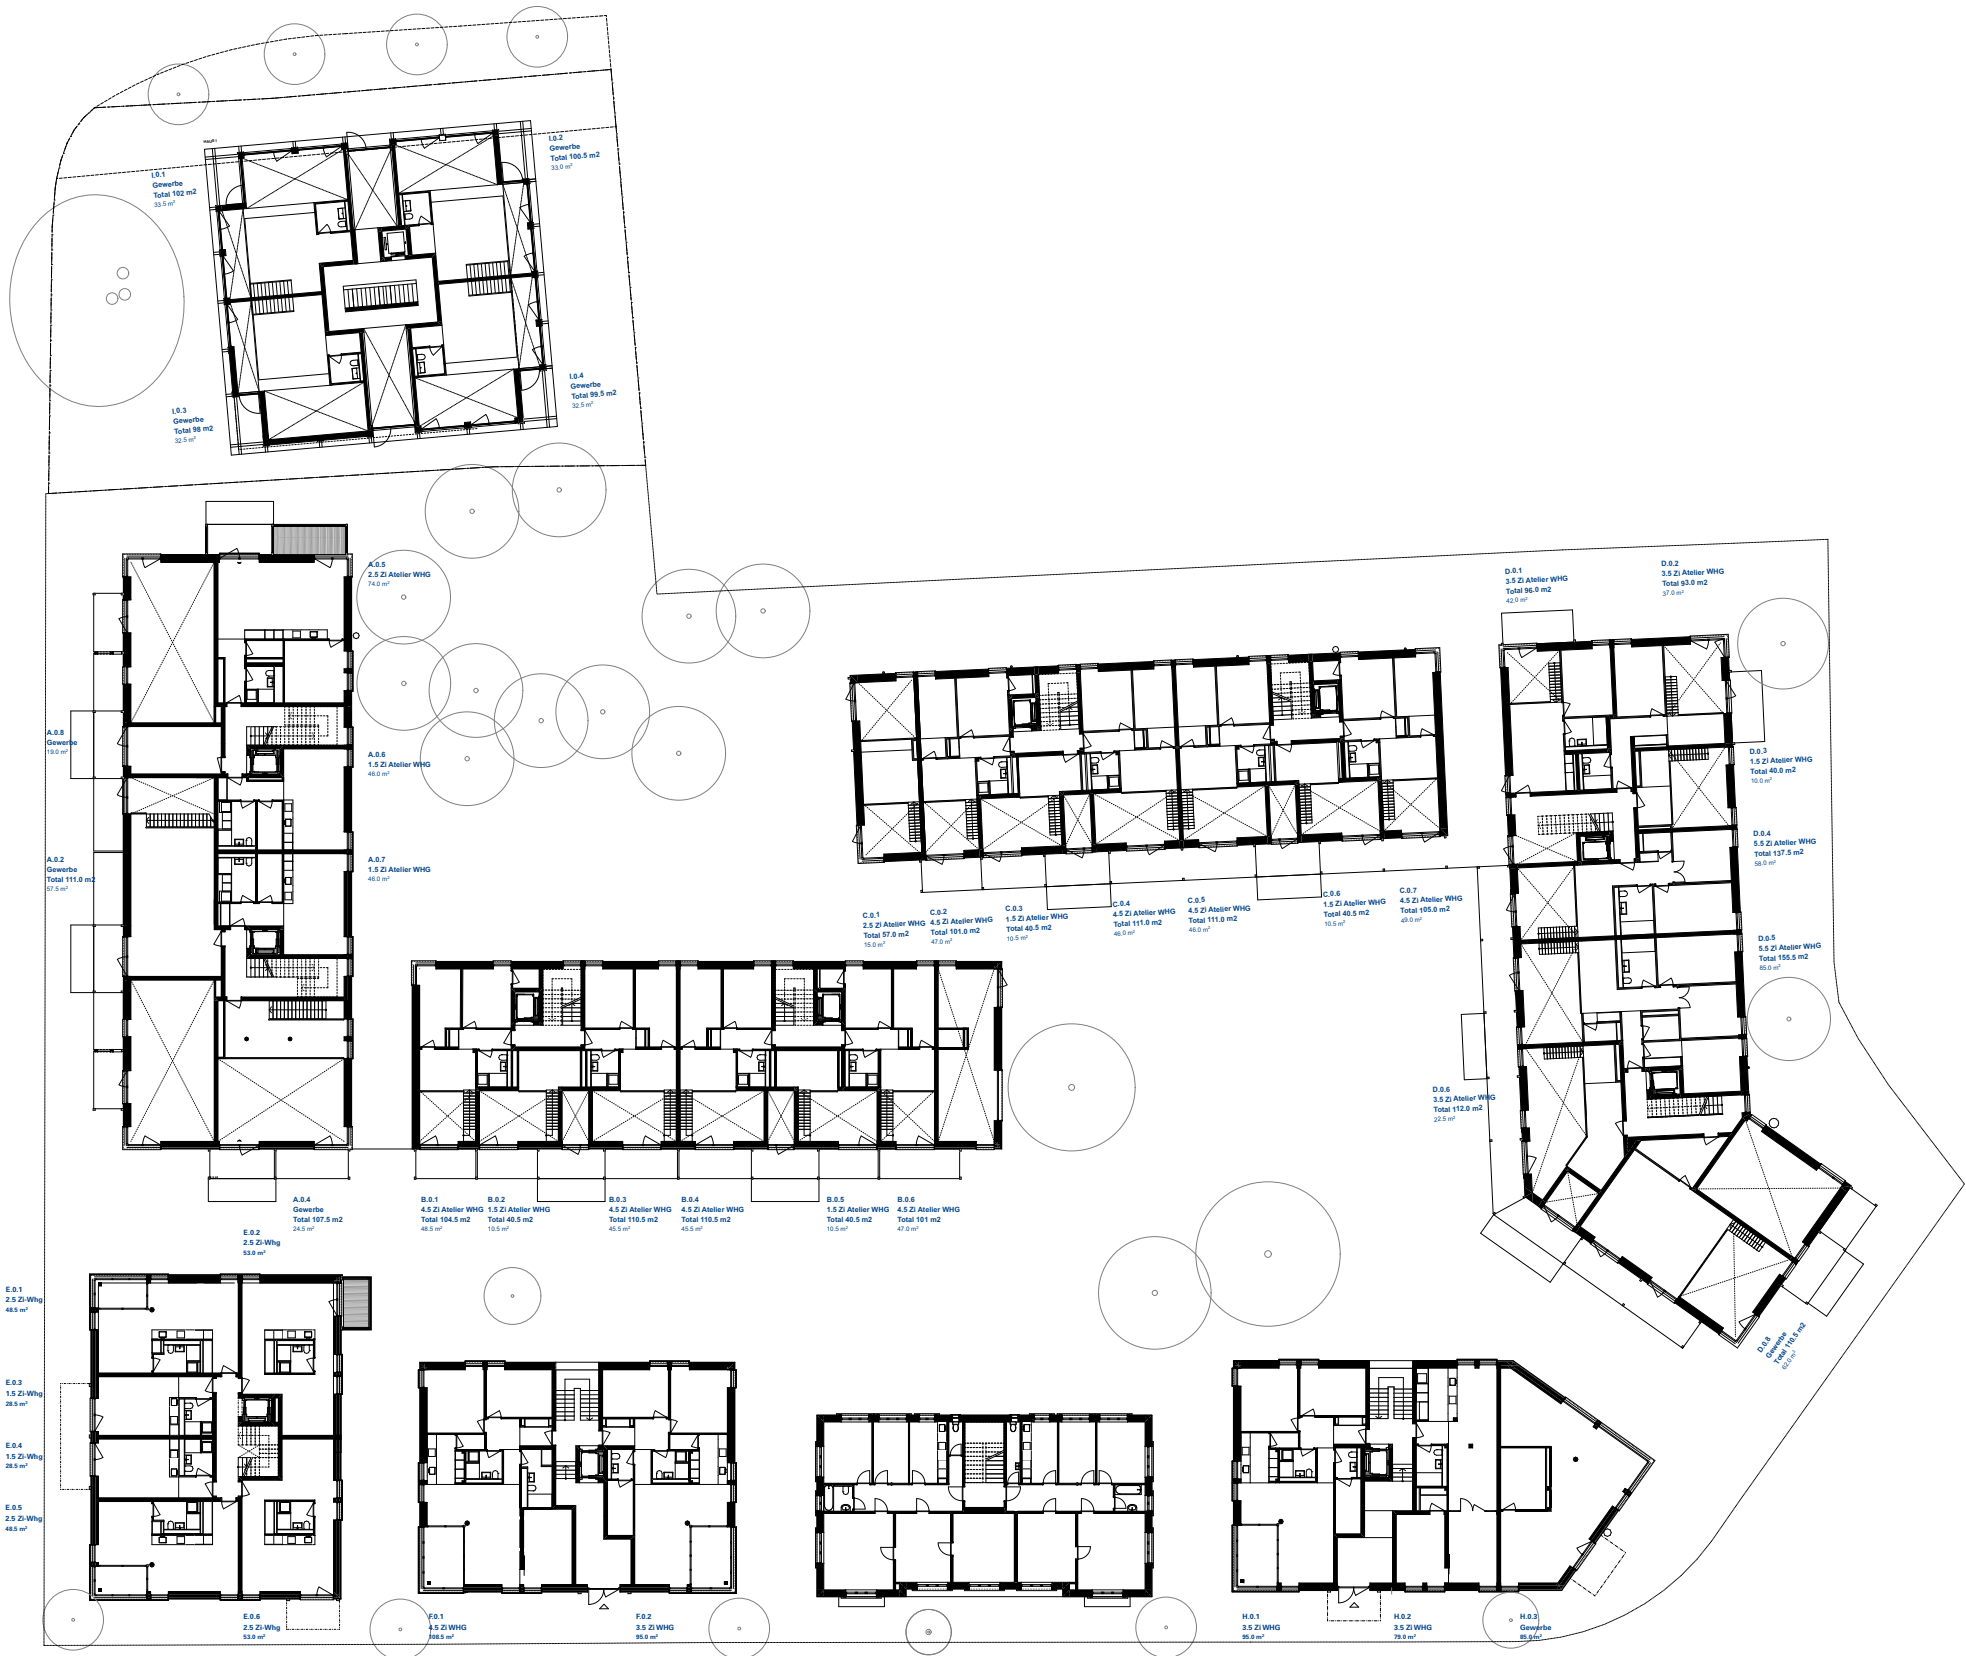 I.0.2
Gewerbe
Total 100.5 m2
33.0 m²
I.0.1
Gewerbe
Total 102 m2
33.5 m²
I.0.4
Gewerbe
Total 99.5 m2
32.5 m²
I.0.3
Gewerbe
Total 98 m2
32.5 m²
A.0.5
2.5 Zi Atelier WHG
74.0 m²
D.0.1
3.5 Zi Atelier WHG
Total 96.0 m2
42.0 m²
D.0.2
3.5 Zi Atelier WHG
Total 93.0 m2
37.0 m²
A.0.8
Gewerbe
19.0 m²
A.0.6
1.5 Zi Atelier WHG
46.0 m²
D.0.3
1.5 Zi Atelier WHG
Total 40.0 m2
10.0 m²
A.0.2
Gewerbe
Total 111.0 m2
57.5 m²
A.0.7
1.5 Zi Atelier WHG
46.0 m²
D.0.4
5.5 Zi Atelier WHG
Total 137.5 m2
56.0 m²
C.0.1
2.5 Zi Atelier WHG
Total 57.0 m2
15.0 m²
C.0.2
4.5 Zi Atelier WHG
Total 101.0 m2
47.0 m²
C.0.3
1.5 Zi Atelier WHG
Total 40.5 m2
10.5 m²
C.0.4
4.5 Zi Atelier WHG
Total 111.0 m2
46.0 m²
C.0.5
4.5 Zi Atelier WHG
Total 111.0 m2
46.0 m²
C.0.6
1.5 Zi Atelier WHG
Total 40.5 m2
10.5 m²
C.0.7
4.5 Zi Atelier WHG
Total 105.0 m2
49.0 m²
D.0.5
5.5 Zi Atelier WHG
Total 155.5 m2
85.0 m²
D.0.6
3.5 Zi Atelier WHG
Total 112.0 m2
22.5 m²
A.0.4
Gewerbe
Total 107.5 m2
24.5 m²
B.0.1
4.5 Zi Atelier WHG
Total 104.5 m2
48.5 m²
B.0.2
1.5 Zi Atelier WHG
Total 40.5 m2
10.5 m²
B.0.3
4.5 Zi Atelier WHG
Total 110.5 m2
45.5 m²
B.0.4
4.5 Zi Atelier WHG
Total 110.5 m2
45.5 m²
B.0.5
1.5 Zi Atelier WHG
Total 40.5 m2
10.5 m²
B.0.6
4.5 Zi Atelier WHG
Total 101 m2
47.0 m²
E.0.2
2.5 Zi-Whg
53.0 m²
E.0.1
2.5 Zi-Whg
48.5 m²
D.0.8
Gewerbe
Total 110.5 m2
62.0 m²
E.0.3
1.5 Zi-Whg
28.5 m²
E.0.4
1.5 Zi-Whg
28.5 m²
E.0.5
2.5 Zi-Whg
48.5 m²
E.0.6
2.5 Zi-Whg
53.0 m²
F.0.1
4.5 Zi WHG
108.5 m²
F.0.2
3.5 Zi WHG
95.0 m²
H.0.1
3.5 Zi WHG
95.0 m²
H.0.2
3.5 Zi WHG
79.0 m²
H.0.3
Gewerbe
85.0 m²